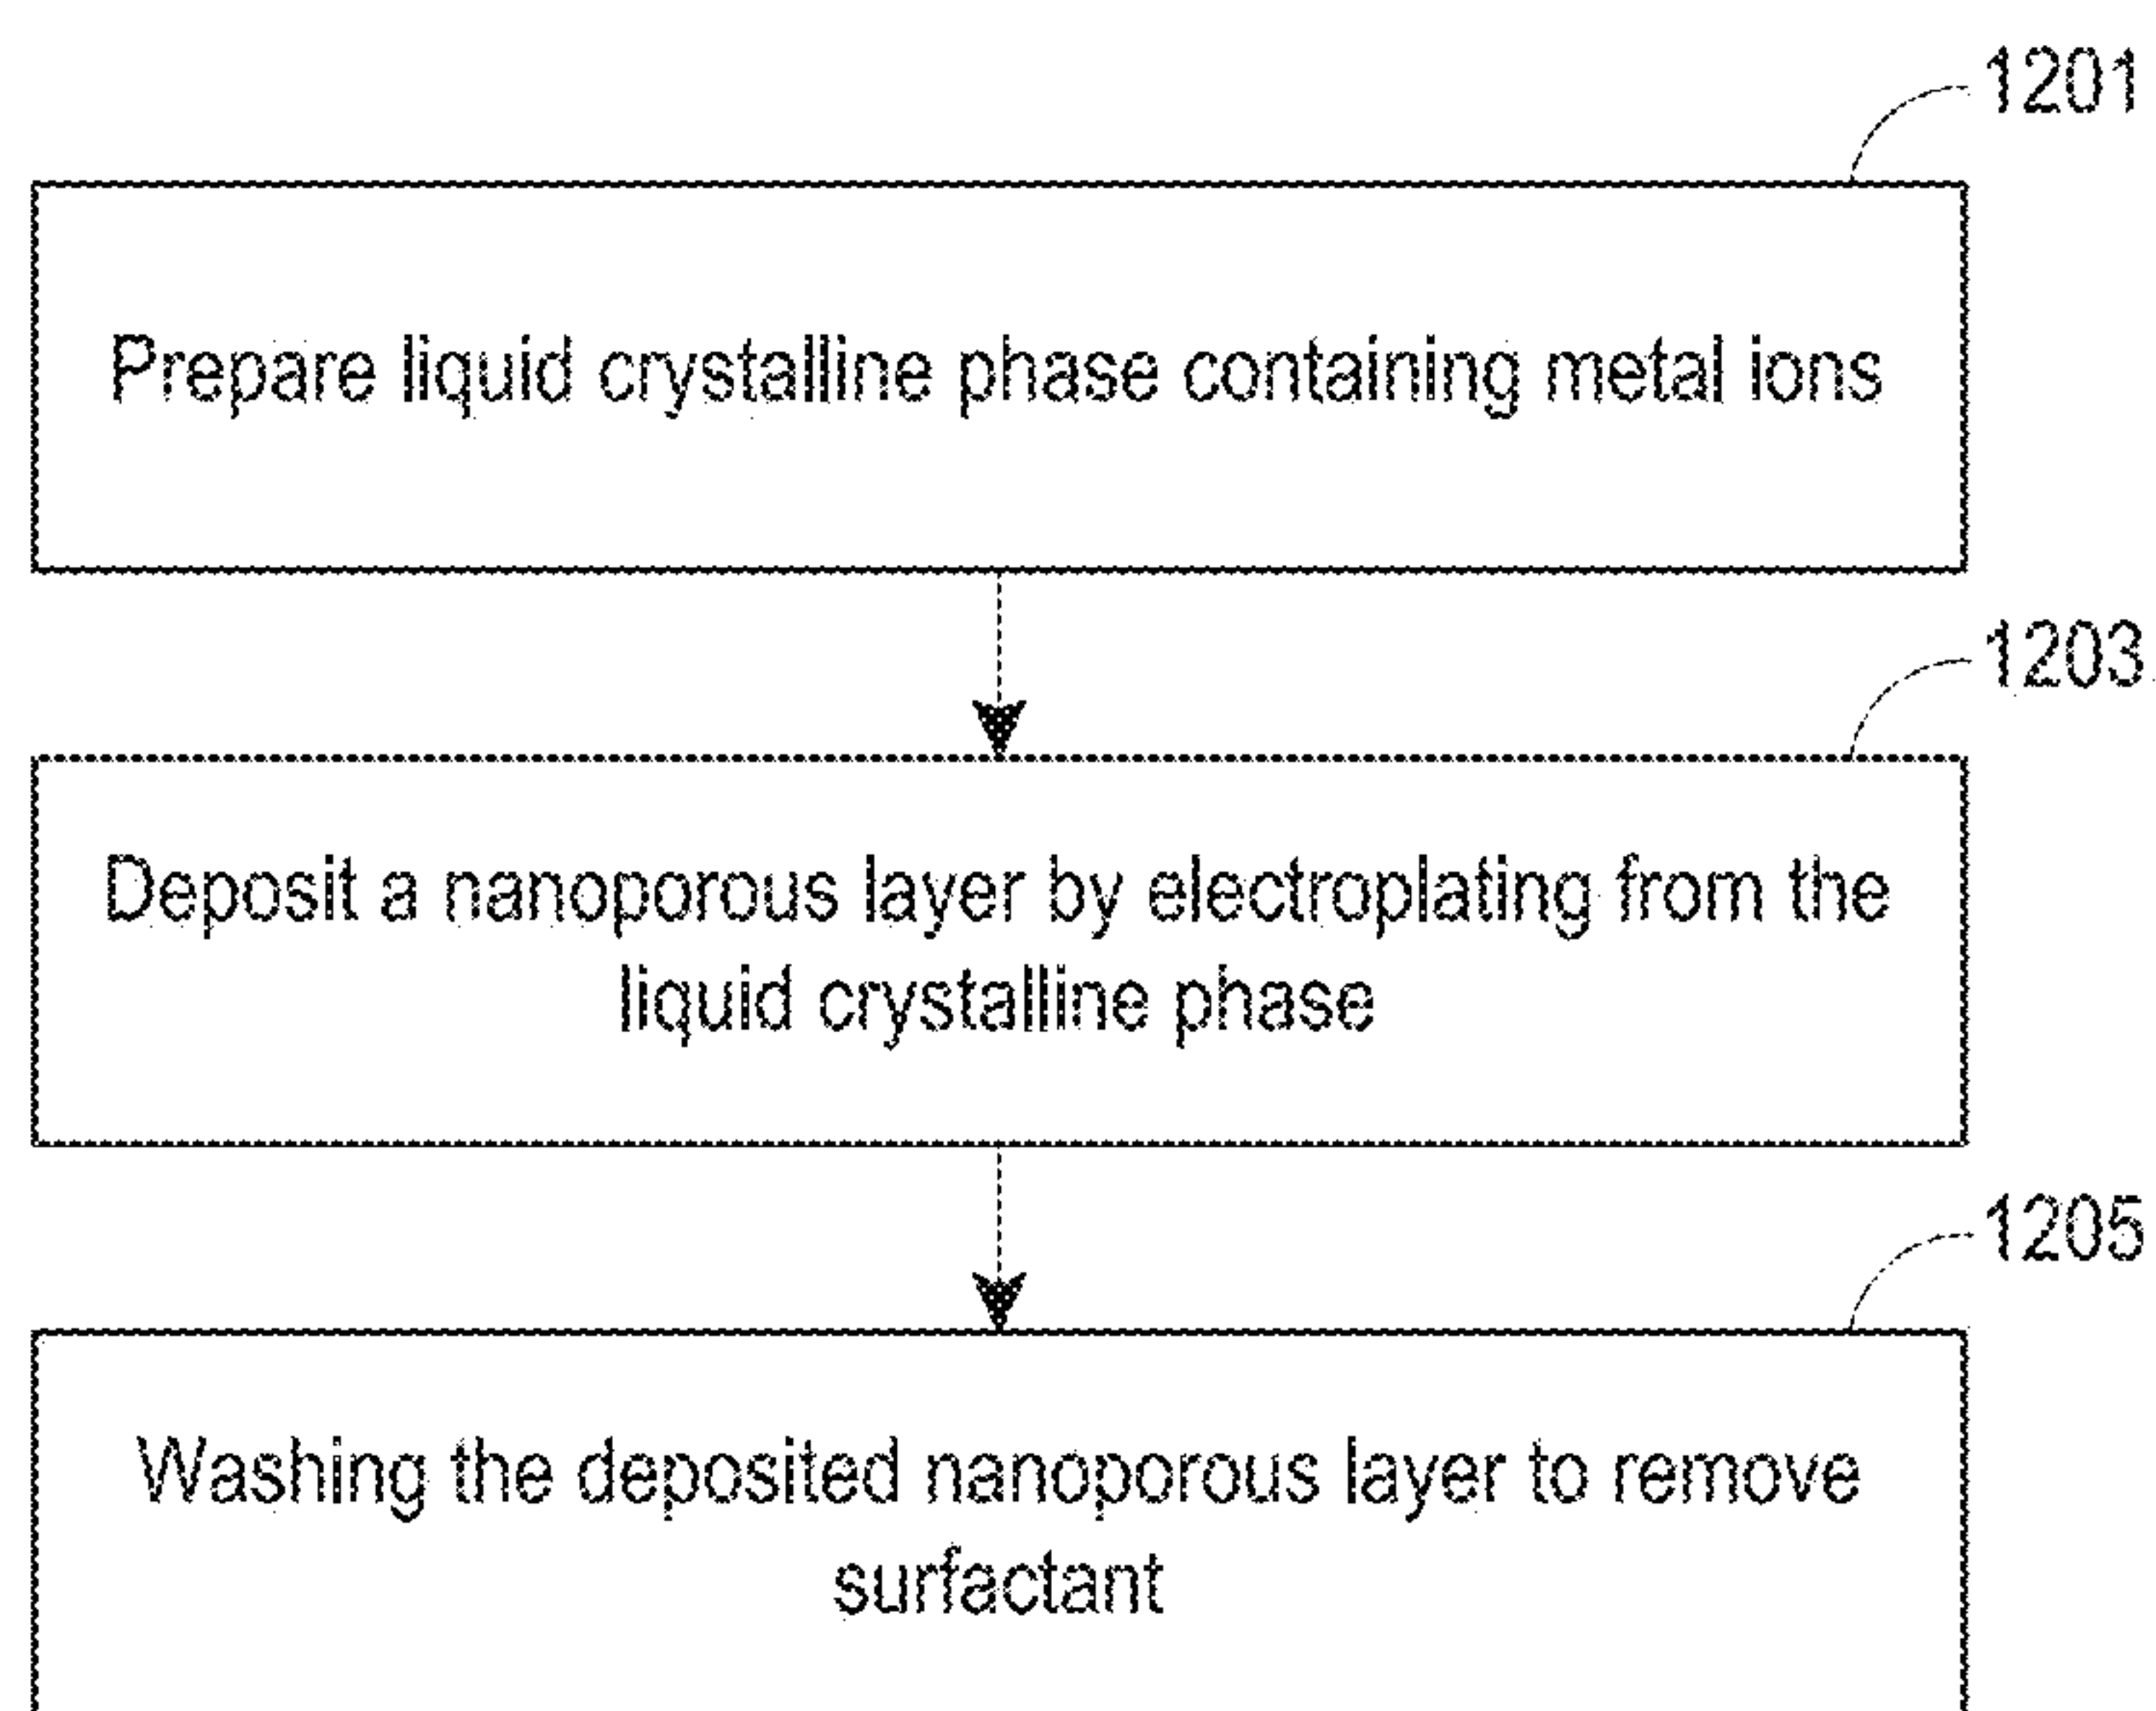 1201
Prepare liquid crystalline phase containing metal ions
1203
Deposit a nanoporous layer by electroplating from the
liquid crystalline phase
1205
Washing the deposited nanoporous layer to remove
surfactant